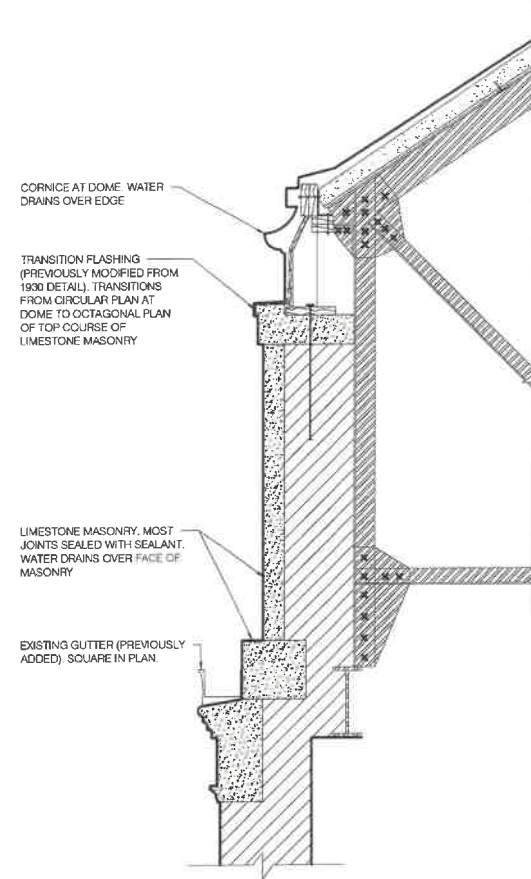 CORNICE AT DOME. WATER
DRAINS OVER EDGE
TRANSITION FLASHING
(PREVIOUSLY MODIFIED FROM
1930 DETAIL). TRANSITIONS
FROM CIRCULAR PLAN AT
DOME TO OCTAGONAL PLAN
OF TOP COURSE OF
LIMESTONE MASONRY
LIMESTONE MASONRY. MOST
JOINTS SEALED WITH SEALANT.
WATER DRAINS OVER FACE OF
MASONRY
EXISTING GUTTER (PREVIOUSLY
ADDED). SQUARE IN PLAN.